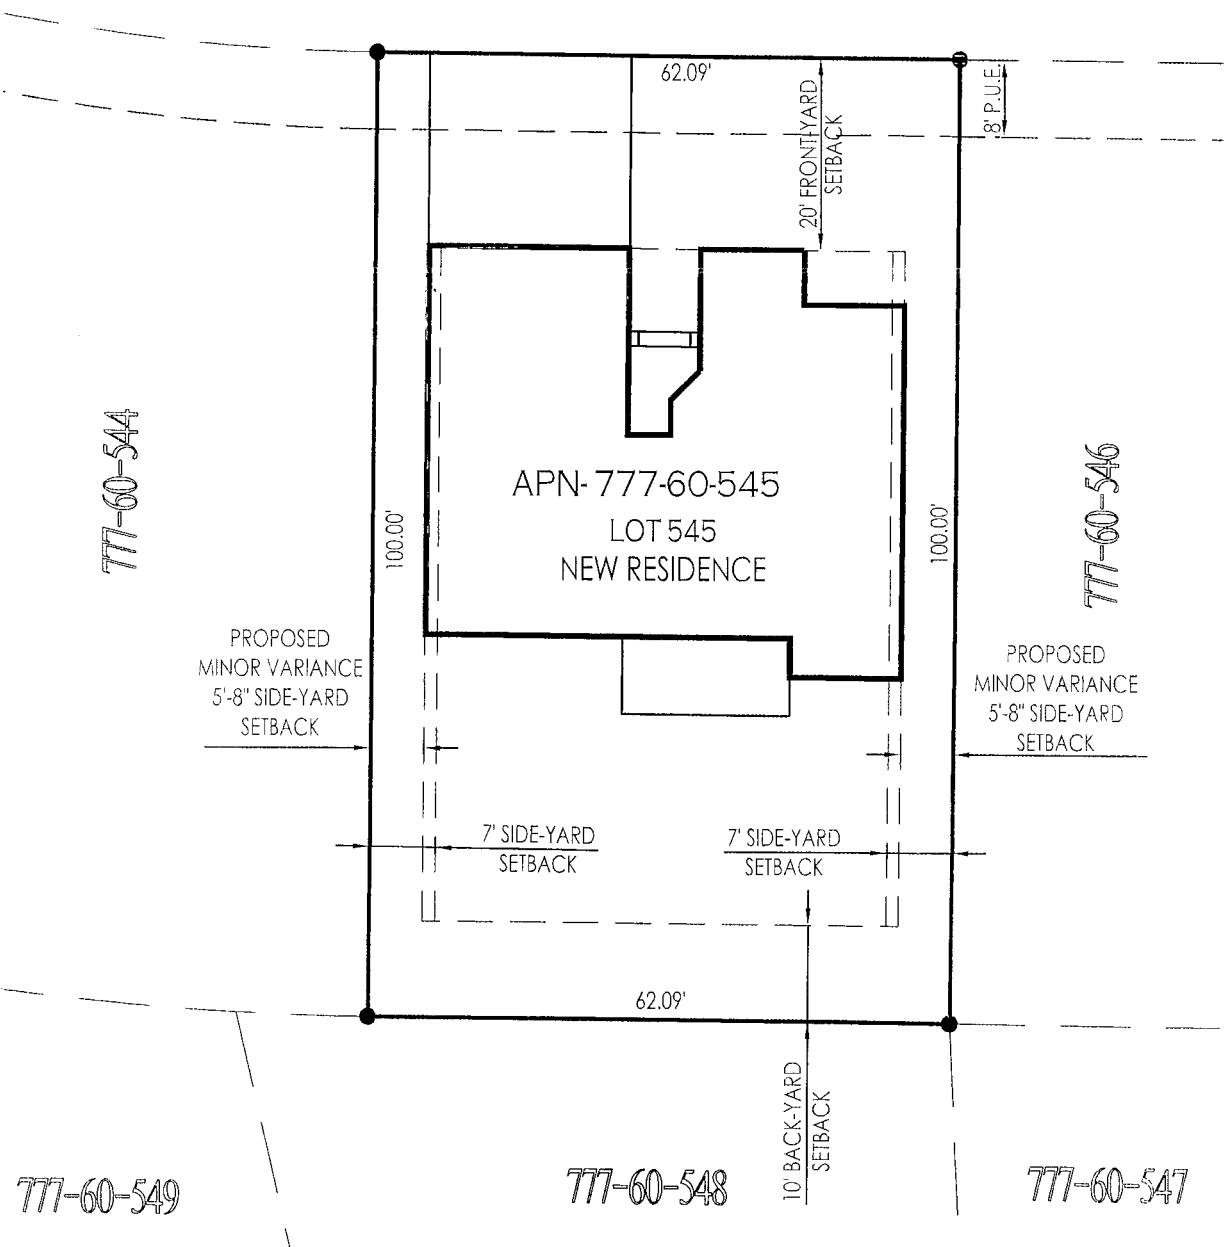 62.09'
8' P.U.E.
20' FRONT-YARD
SETBACK
777-60-544
APN- 777-60-545
LOT 545
NEW RESIDENCE
100.00'
100.00'
777-60-546
PROPOSED
MINOR VARIANCE
5'-8" SIDE-YARD
SETBACK
PROPOSED
MINOR VARIANCE
5'-8" SIDE-YARD
SETBACK
7' SIDE-YARD
SETBACK
7' SIDE-YARD
SETBACK
62.09'
10' BACK-YARD
SETBACK
777-60-549
777-60-548
777-60-547